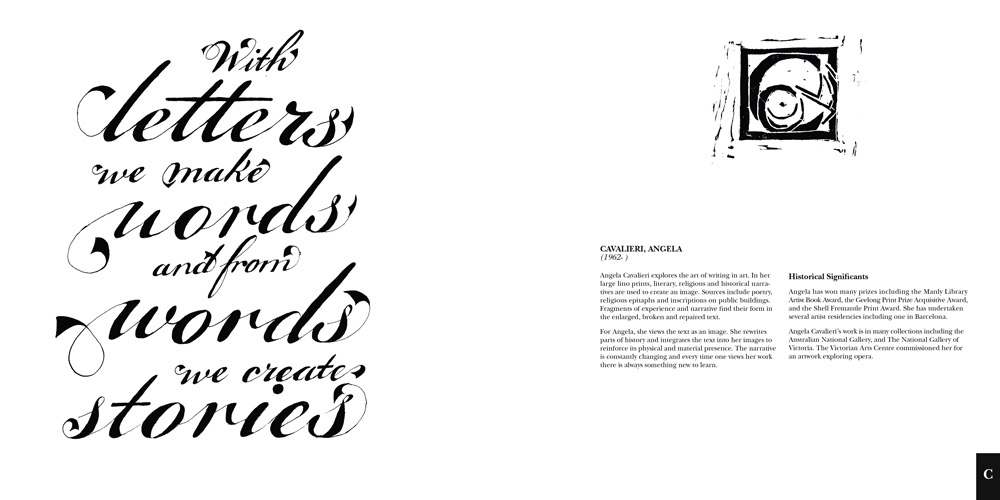 With
letters
we make
words
and from
words
we create
stories
CAVALIERI, ANGELA
(1962- )
Angela Cavalieri explores the art of writing in art. In her
large lino prints, literary, religious and historical narra-
tives are used to create an image. Sources include poetry,
religious epitaphs and inscriptions on public buildings.
Fragments of experience and narrative find their form in
the enlarged, broken and repaired text.
For Angela, she views the text as an image. She rewrites
parts of history and integrates the text into her images to
reinforce its physical and material presence. The narrative
is constantly changing and every time one views her work
there is always something new to learn.
Historical Significants
Angela has won many prizes including the Manly Library
Artist Book Award, the Geelong Print Prize Acquisitive Award,
and the Shell Fremantle Print Award. She has undertaken
several artist residencies including one in Barcelona.
Angela Cavalieri's work is in many collections including the
Australian National Gallery, and The National Gallery of
Victoria. The Victorian Arts Centre commissioned her for
an artwork exploring opera.
C